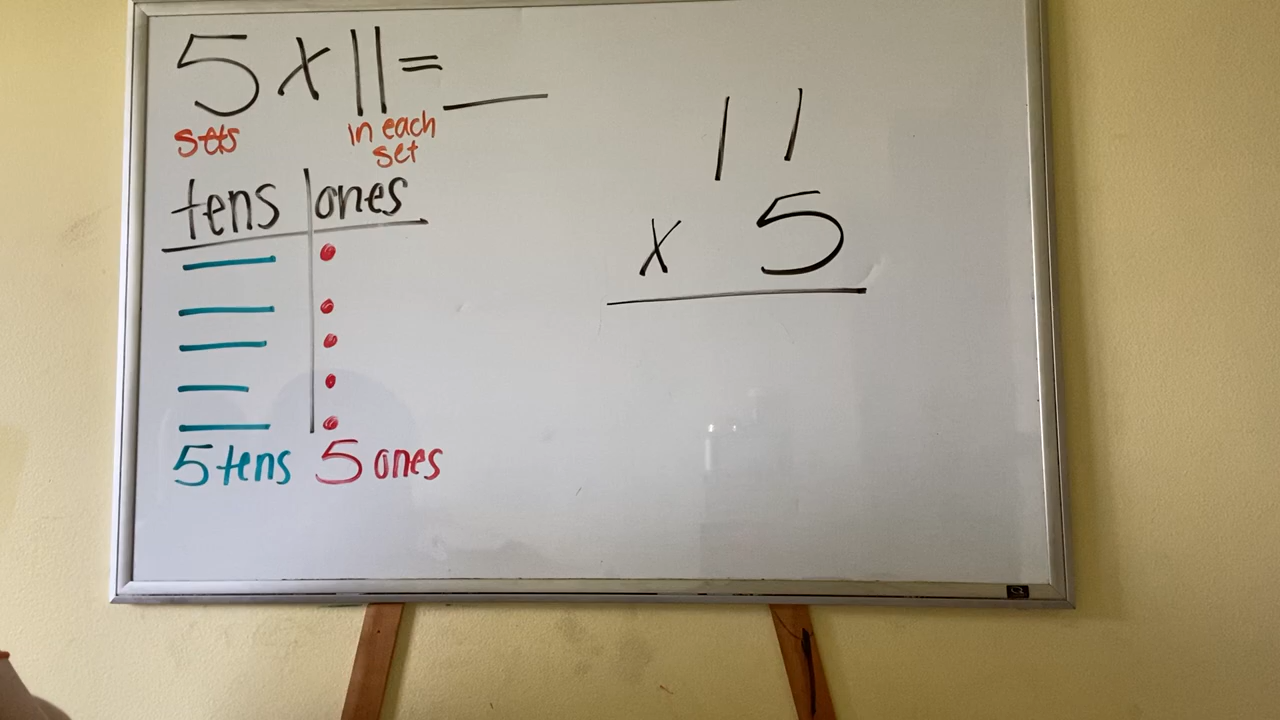 5 x 11 = ___
sets in each
set
tens ones
5 tens 5 ones
11
x 5